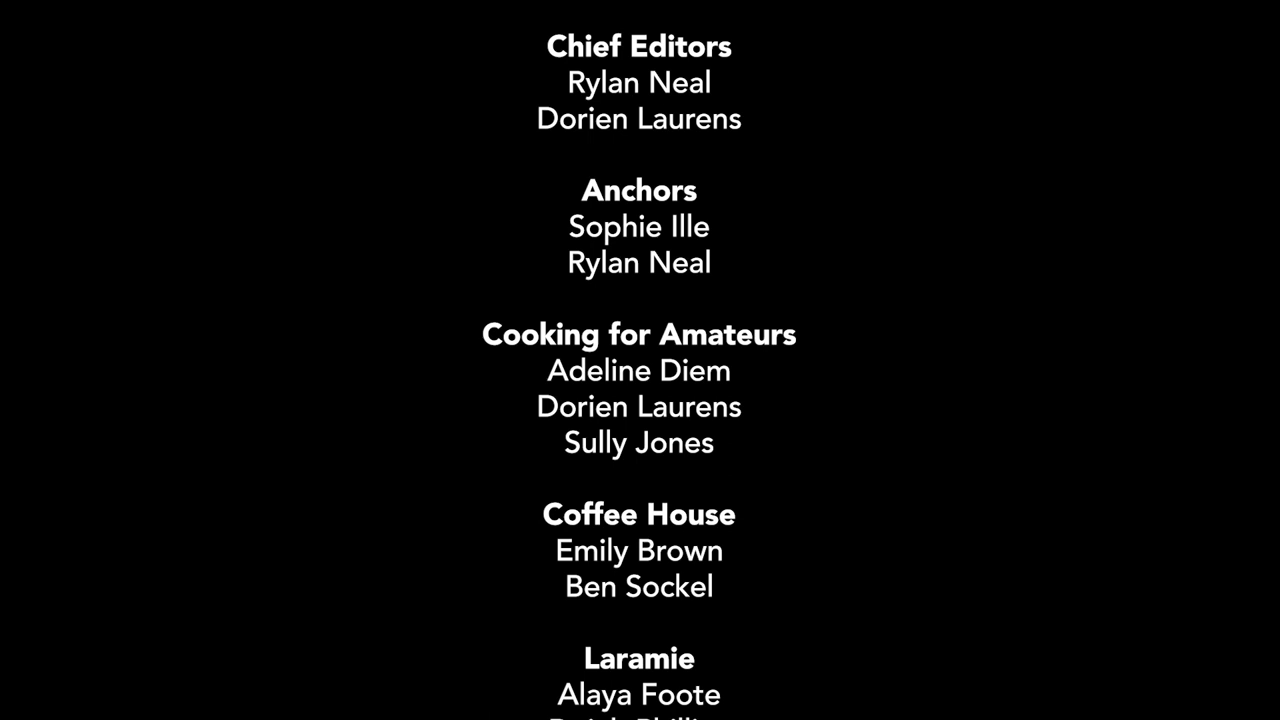 Chief Editors
Rylan Neal
Dorien Laurens
Anchors
Sophie Ille
Rylan Neal
Cooking for Amateurs
Adeline Diem
Dorien Laurens
Sully Jones
Coffee House
Emily Brown
Ben Sockel
Laramie
Alaya Foote